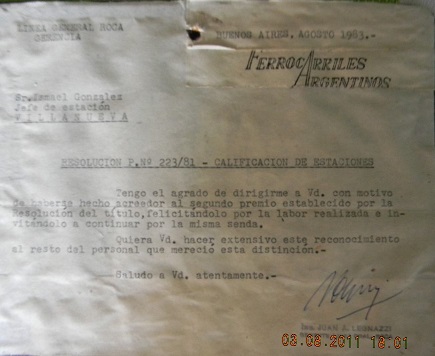 LINEA GENERAL ROCA
GERENCIA
BUENOS AIRES, AGOSTO 1983.-
FERROCARRILES
ARGENTINOS
Sr. Ismael Gonzalez
Jefe de estación
VILLANUEVA
RESOLUCION P.Nº 223/81 - CALIFICACION DE ESTACIONES
Tengo el agrado de dirigirme a Vd. con motivo
de haberse hecho acreedor al segundo premio establecido por la
Resolución del título,felicitándolo por la labor realizada e in-
vitándolo a continuar por la misma senda.
Quiera Vd. hacer extensivo este reconocimiento
al resto del personal que mereció esta distinción.-
Saludo a Vd. atentamente.-
Ing. JUAN
03.08.2011 18:01